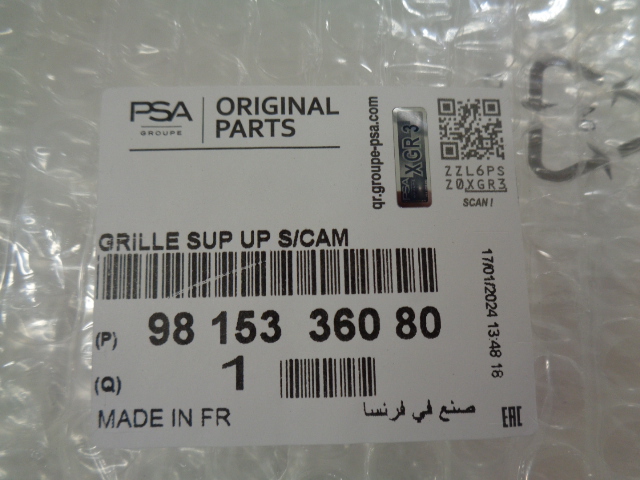 PSA
GROUPE
ORIGINAL
PARTS
qr.groupe-psa.com
XGR3
ZZL6PS
Z0XGR3
SCAN!
GRILLE SUP UP S/CAM
(P) 98 153 360 80
(Q) 1
17/01/2024 13:48 18
MADE IN FR
صنع في فرنسا
EAC